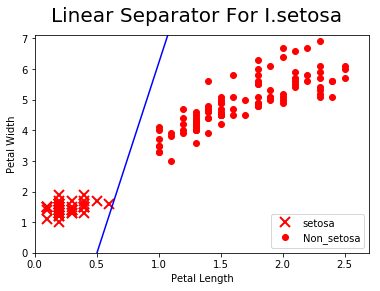 Linear Separator For I.setosa
7
6
5
4
3
2
1
0
Petal Width
0.0 0.5 1.0 1.5 2.0 2.5
Petal Length
setosa
Non_setosa